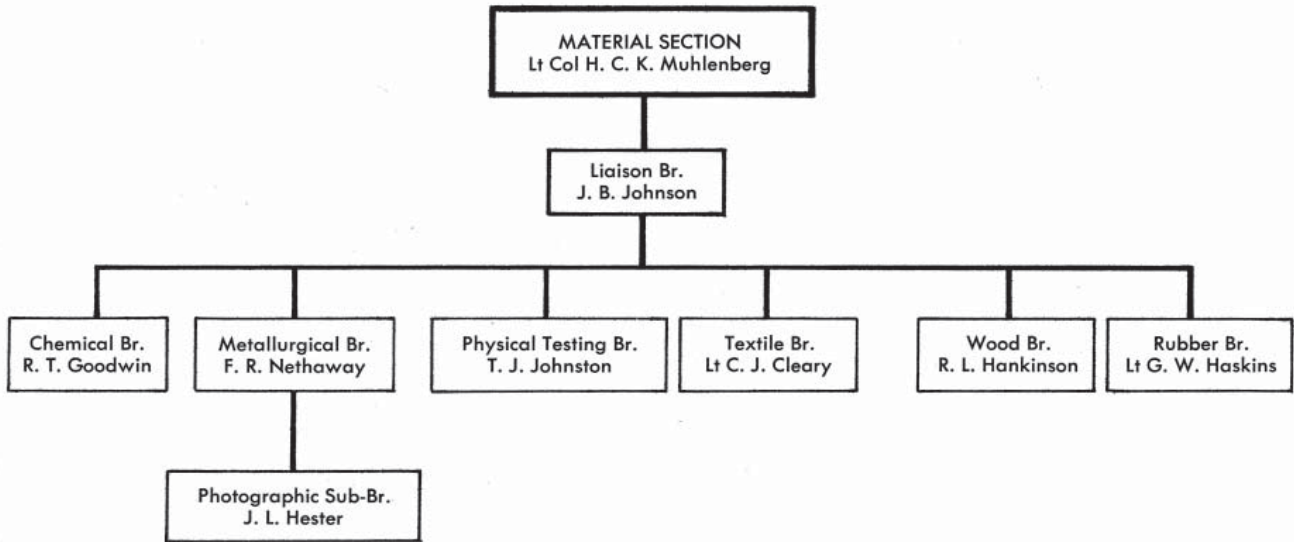 MATERIAL SECTION
Lt Col H. C. K. Muhlenberg
Liaison Br.
J. B. Johnson
Chemical Br.
R. T. Goodwin
Metallurgical Br.
F. R. Nethaway
Physical Testing Br.
T. J. Johnston
Textile Br.
Lt C. J. Cleary
Wood Br.
R. L. Hankinson
Rubber Br.
Lt G. W. Haskins
Photographic Sub-Br.
J. L. Hester